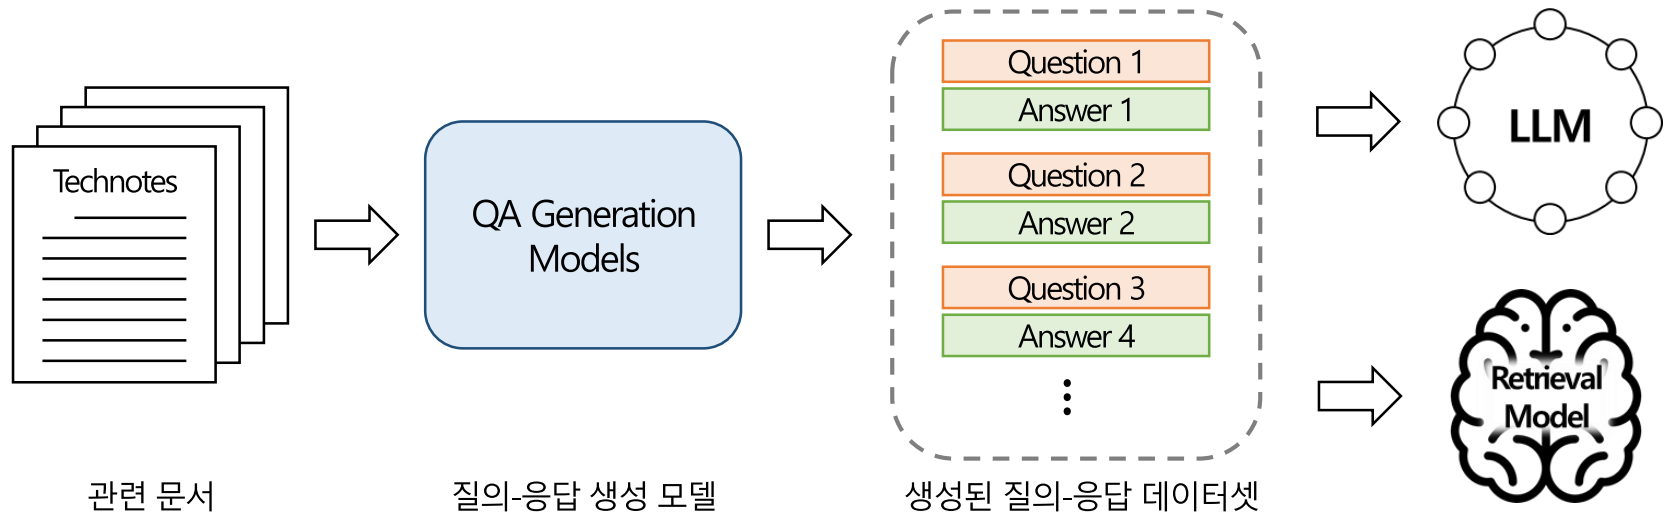 Technotes
관련 문서
QA Generation
Models
질의-응답 생성 모델
Question 1
Answer 1
Question 2
Answer 2
Question 3
Answer 4
생성된 질의-응답 데이터셋
LLM
Retrieval
Model